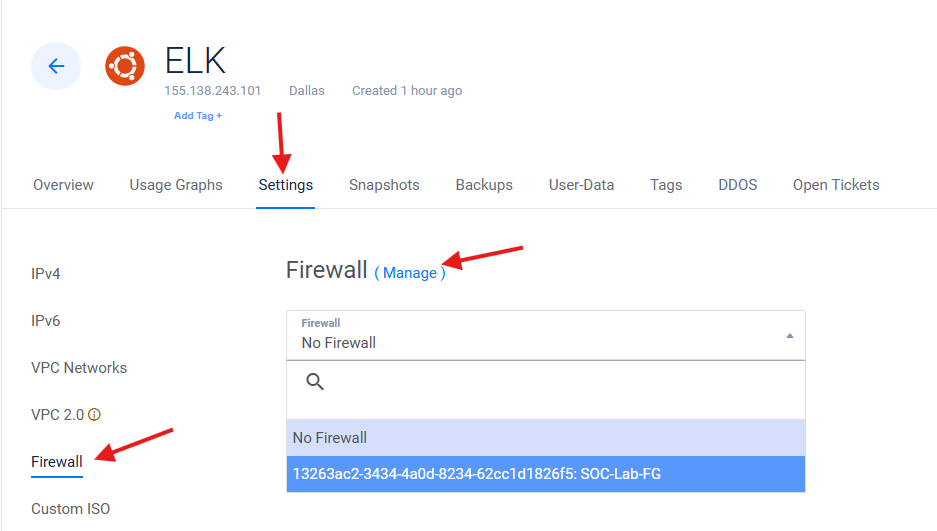 ELK
155.138.243.101 Dallas Created 1 hour ago
Add Tag +
Overview Usage Graphs Settings Snapshots Backups User-Data Tags DDOS Open Tickets
IPv4
IPv6
VPC Networks
VPC 2.0
Firewall
Custom ISO
Firewall ( Manage )
Firewall
No Firewall
No Firewall
13263ac2-3434-4a0d-8234-62cc1d1826f5: SOC-Lab-FG